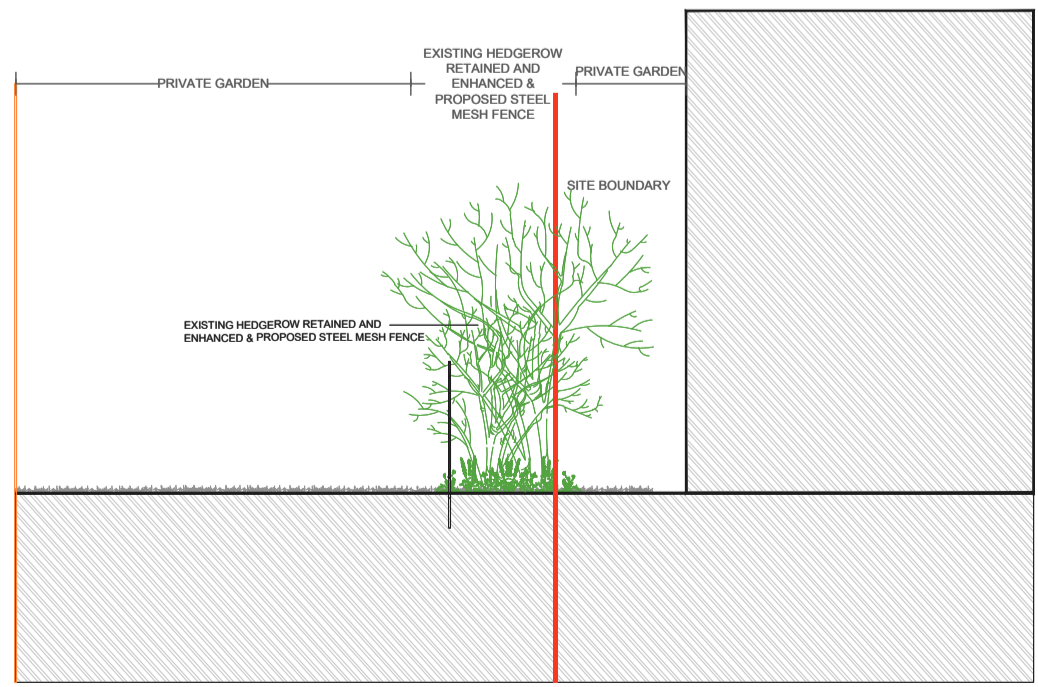 PRIVATE GARDEN
EXISTING HEDGEROW
RETAINED AND
ENHANCED &
PROPOSED STEEL
MESH FENCE
PRIVATE GARDEN
SITE BOUNDARY
EXISTING HEDGEROW RETAINED AND
ENHANCED & PROPOSED STEEL MESH FENCE